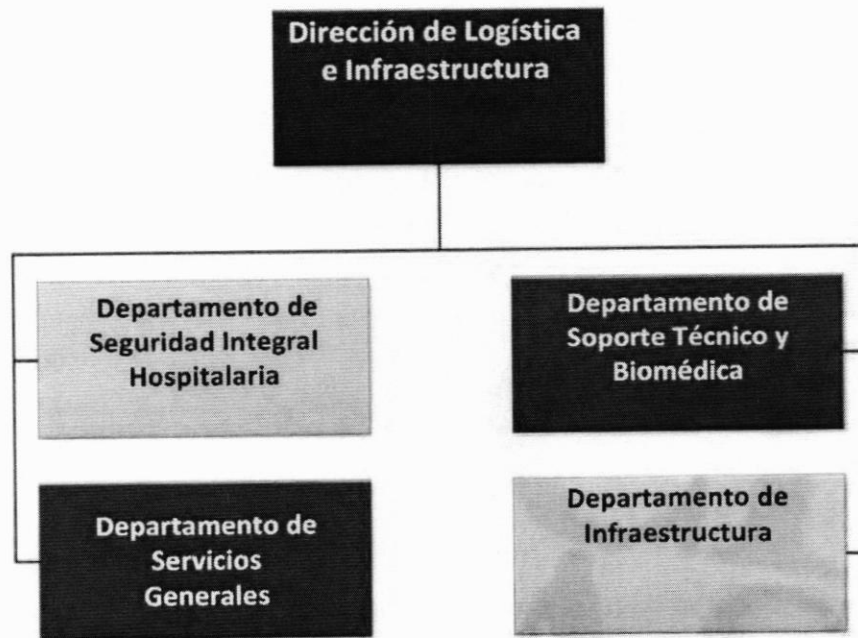 Dirección de Logística
e Infraestructura
Departamento de
Seguridad Integral
Hospitalaria
Departamento de
Soporte Técnico y
Biomédica
Departamento de
Servicios
Generales
Departamento de
Infraestructura